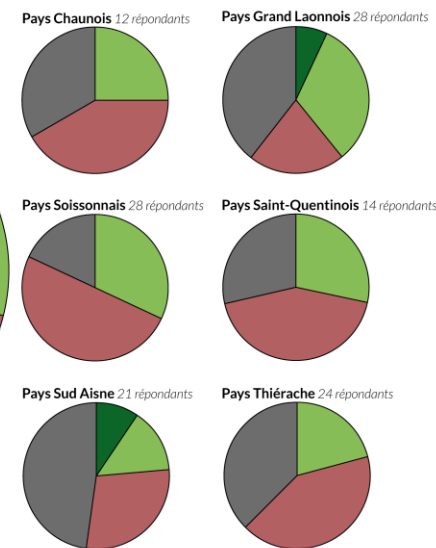 Pays Chaunois 12 répondants
Pays Grand Laonnois 28 répondants
Pays Soissonnais 28 répondants
Pays Saint-Quentinois 14 répondants
Pays Sud Aisne 21 répondants
Pays Thiérache 24 répondants